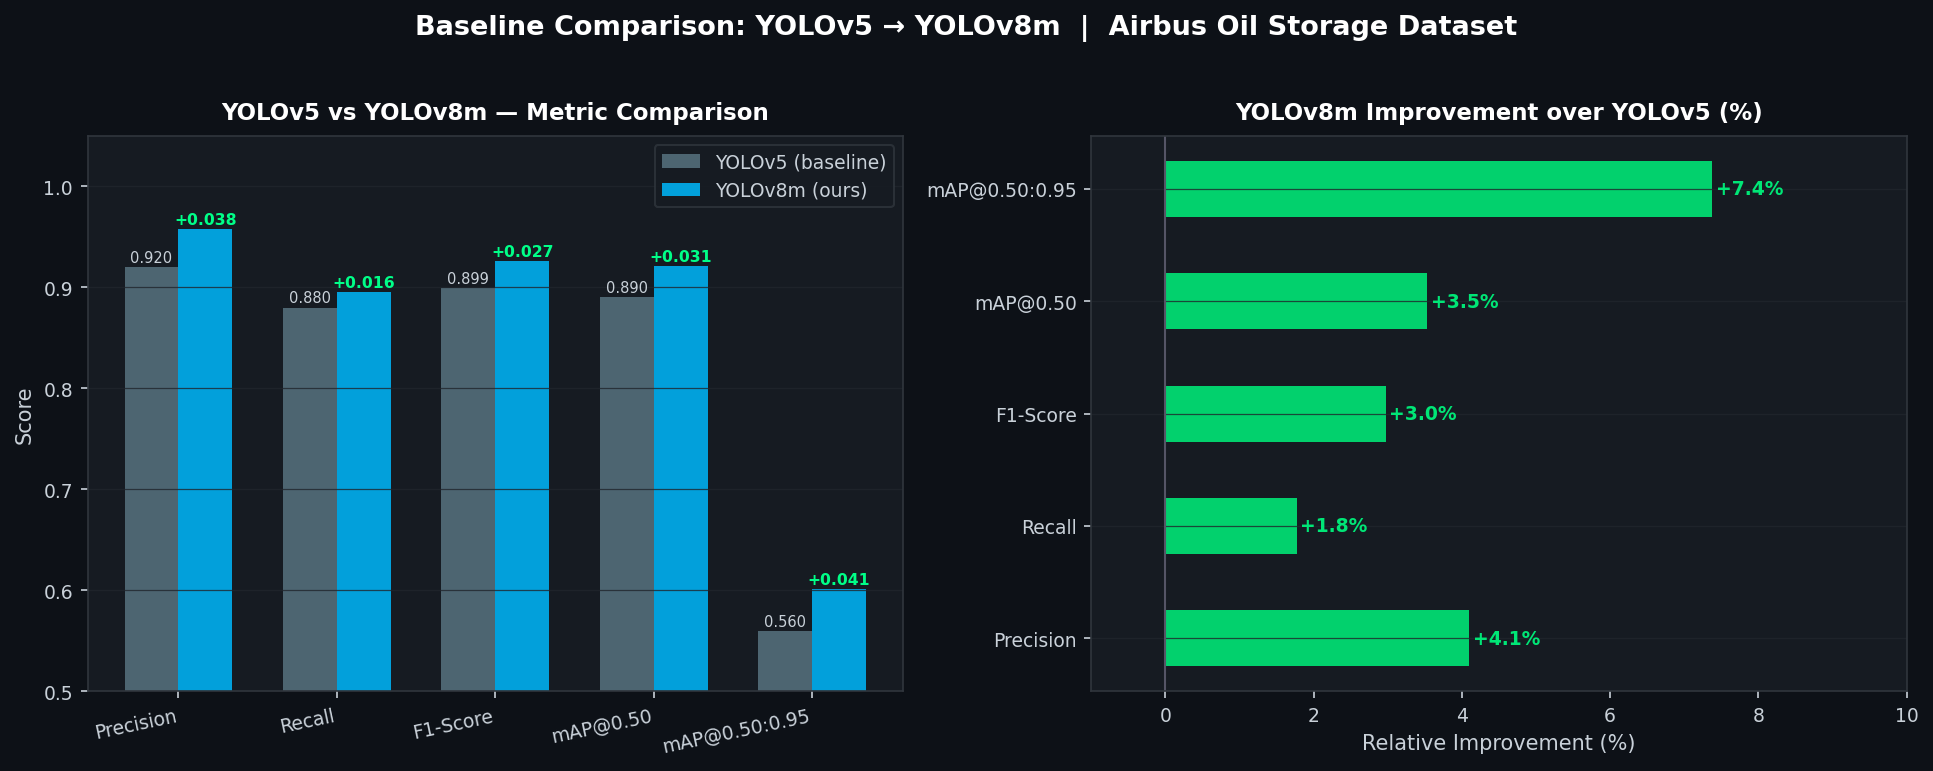 Baseline Comparison: YOLOv5 → YOLOv8m | Airbus Oil Storage Dataset
YOLOv5 vs YOLOv8m — Metric Comparison
YOLOv5 (baseline)
YOLOv8m (ours)
Score
1.0
0.9
0.8
0.7
0.6
0.5
0.920
+0.038
0.880
+0.016
0.899
+0.027
0.890
+0.031
0.560
+0.041
Precision
Recall
F1-Score
mAP@0.50
mAP@0.50:0.95
YOLOv8m Improvement over YOLOv5 (%)
mAP@0.50:0.95
+7.4%
mAP@0.50
+3.5%
F1-Score
+3.0%
Recall
+1.8%
Precision
+4.1%
0
2
4
6
8
10
Relative Improvement (%)